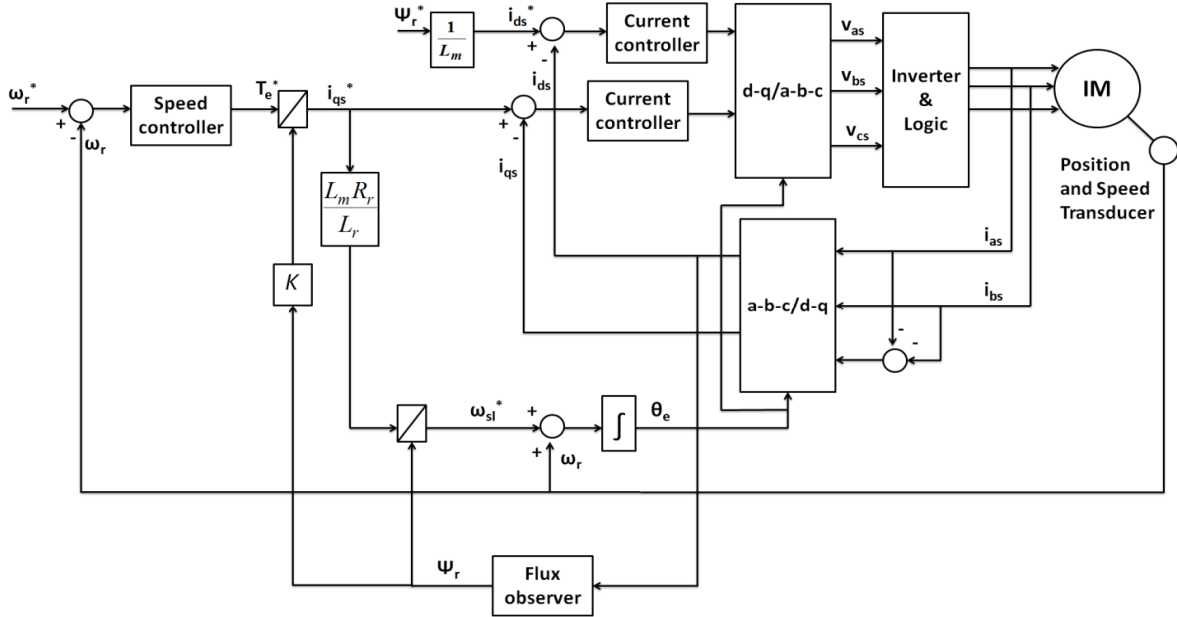 Ψr*
1
Lm
ids*
+
-
Current
controller
ids
d-q/a-b-c
vas
vbs
vcs
Inverter
&
Logic
IM
ωr*
+
-
ωr
Speed
controller
Te*
iqs*
-
iqs
Current
controller
Position
and Speed
Transducer
LmRr
Lr
K
a-b-c/d-q
ias
ibs
-
-
ωsl*
+
+
ωr
∫
θe
Ψr
Flux
observer